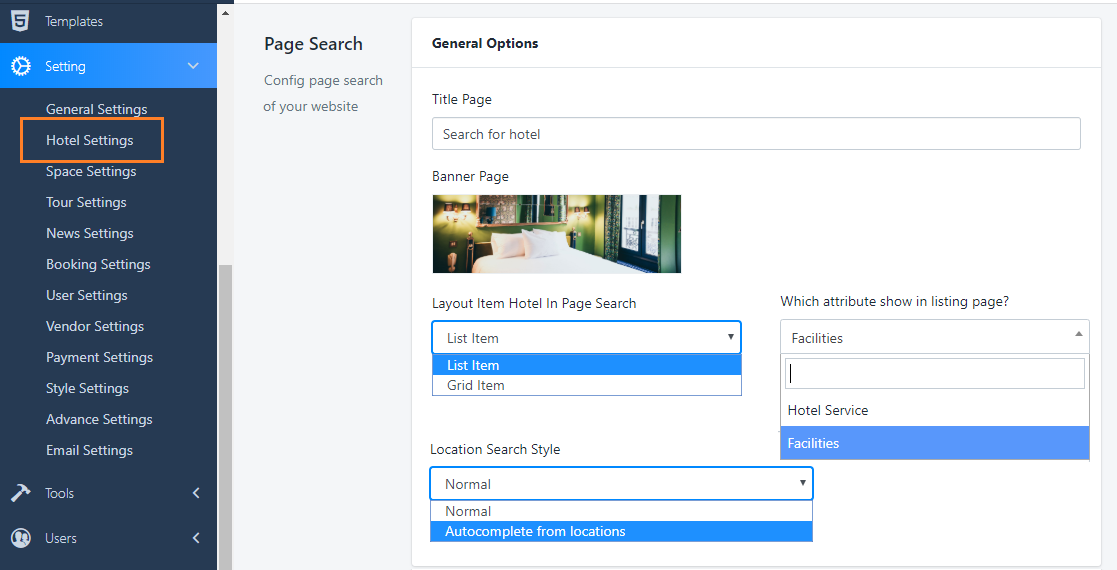 Templates
Setting
General Settings
Hotel Settings
Space Settings
Tour Settings
News Settings
Booking Settings
User Settings
Vendor Settings
Payment Settings
Style Settings
Advance Settings
Email Settings
Tools
Users
Page Search
Config page search
of your website
General Options
Title Page
Search for hotel
Banner Page
Layout Item Hotel In Page Search
List Item
List Item
Grid Item
Which attribute show in listing page?
Facilities
Hotel Service
Facilities
Location Search Style
Normal
Normal
Autocomplete from locations